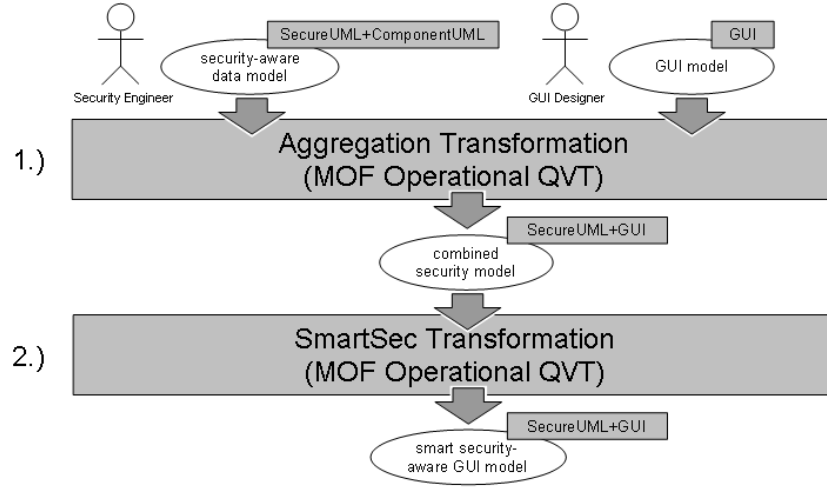 SecureUML+ComponentUML
GUI
security-aware
data model
GUI model
Security Engineer
GUI Designer
1.)
Aggregation Transformation
(MOF Operational QVT)
SecureUML+GUI
combined
security model
2.)
SmartSec Transformation
(MOF Operational QVT)
SecureUML+GUI
smart security-
aware GUI model